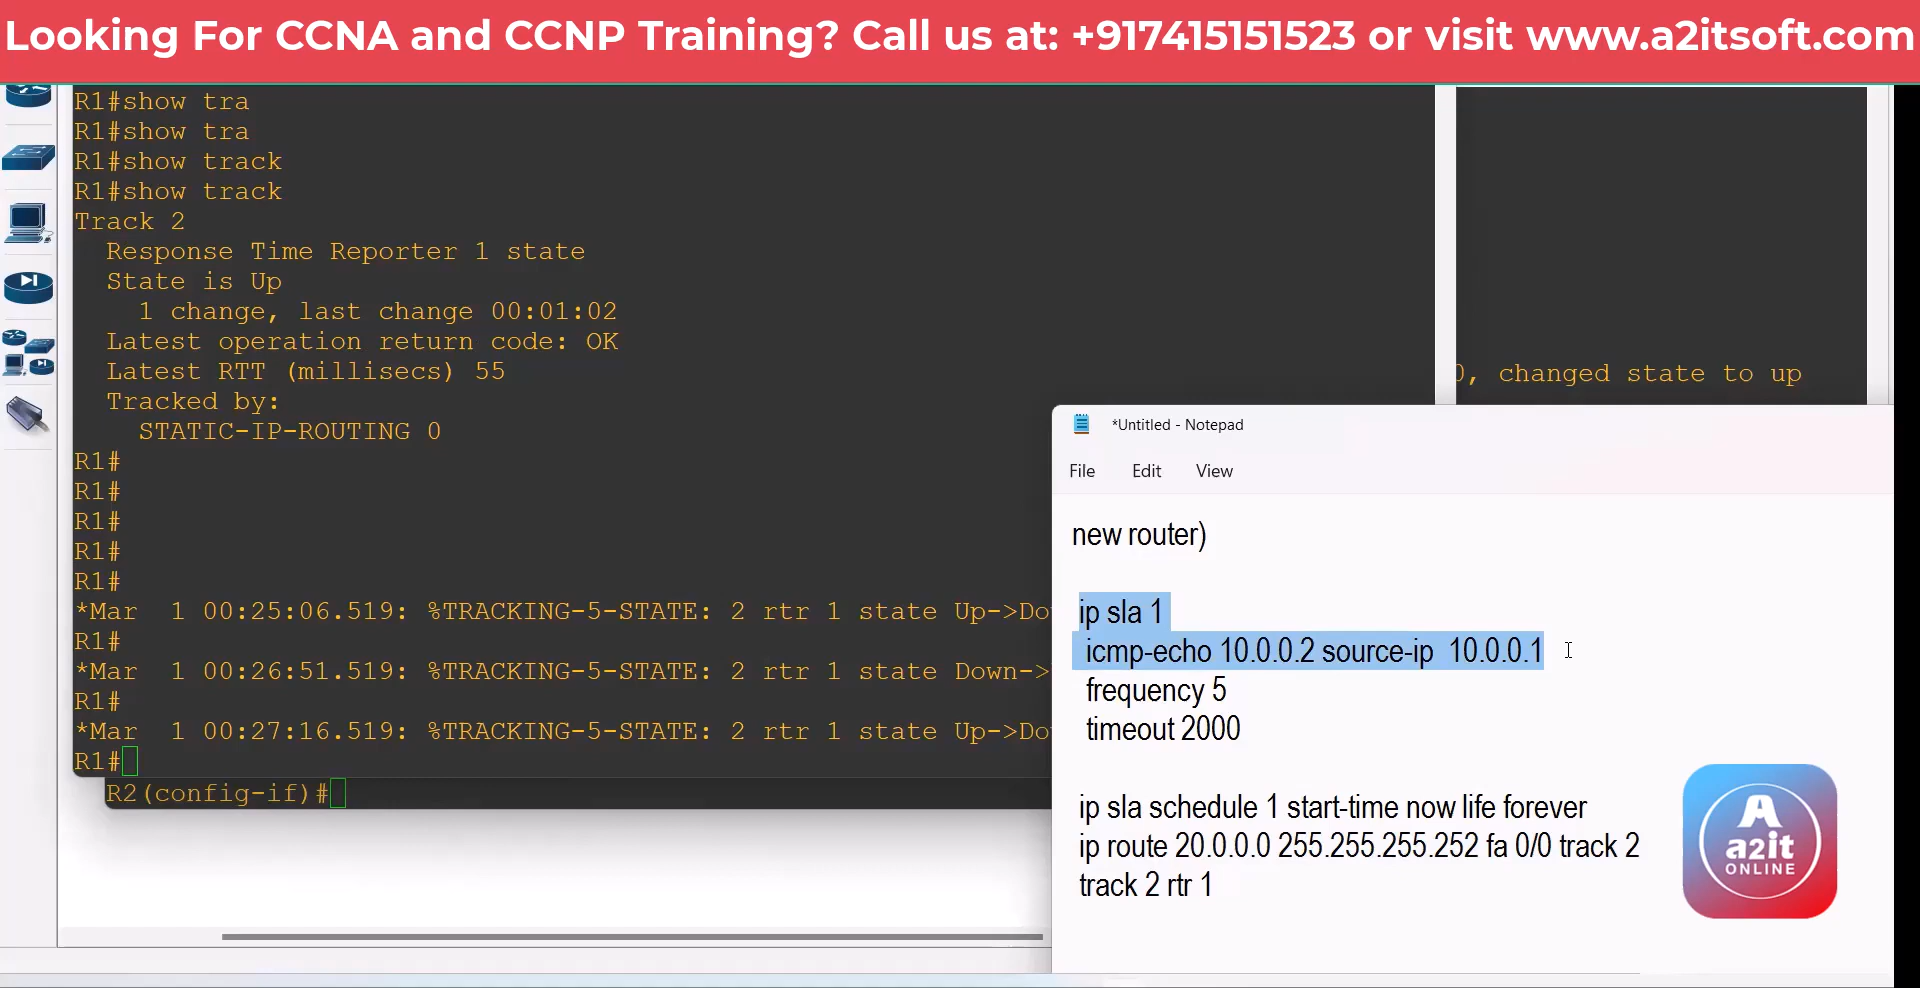 Looking For CCNA and CCNP Training? Call us at: +917415151523 or visit www.a2itsoft.com
R1#show tra
R1#show tra
R1#show track
R1#show track
Track 2
Response Time Reporter 1 state
State is Up
1 change, last change 00:01:02
Latest operation return code: OK
Latest RTT (millisecs) 55
Tracked by:
STATIC-IP-ROUTING 0
R1#
R1#
R1#
R1#
R1#
*Mar  1 00:25:06.519: %TRACKING-5-STATE: 2 rtr 1 state Up->Do
R1#
*Mar  1 00:26:51.519: %TRACKING-5-STATE: 2 rtr 1 state Down->
R1#
*Mar  1 00:27:16.519: %TRACKING-5-STATE: 2 rtr 1 state Up->Do
R1#
R2(config-if)#
0, changed state to up
*Untitled - Notepad
File Edit View
new router)
ip sla 1
icmp-echo 10.0.0.2 source-ip  10.0.0.1
frequency 5
timeout 2000
ip sla schedule 1 start-time now life forever
ip route 20.0.0.0 255.255.255.252 fa 0/0 track 2
track 2 rtr 1
A
a2it
ONLINE